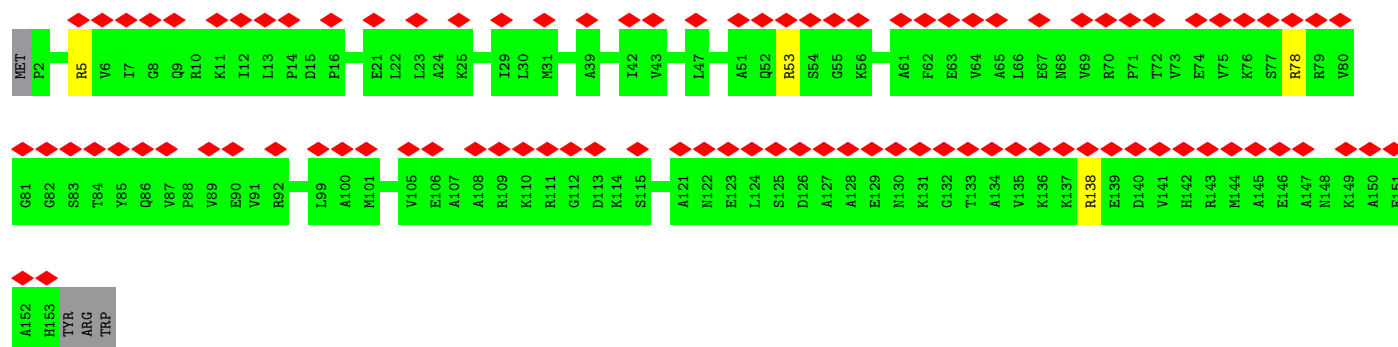 MET P2 R5 V6 I7 G8 Q9 R10 K11 I12 L13 P14 D15 P16 E21 L22 L23 A24 K25 I29 L30 M31 A39 I42 V43 L47 A51 Q52 R53 S54 G55 K56 A61 F62 E63 V64 A65 L66 E67 N68 V69 R70 P71 T72 V73 E74 V75 K76 S77 R78 R79 V80
G81 G82 S83 T84 Y85 Q86 V87 P88 V89 E90 V91 R92 L99 A100 M101 V105 E106 A107 A108 R109 K110 R111 G112 D113 K114 S115 A121 N122 E123 L124 S125 D126 A127 A128 E129 N130 K131 G132 T133 A134 V135 K136 K137 R138 E139 D140 V141 H142 R143 M144 A145 E146 A147 N148 K149 A150 F151
A152 H153 TYR ARG TRP